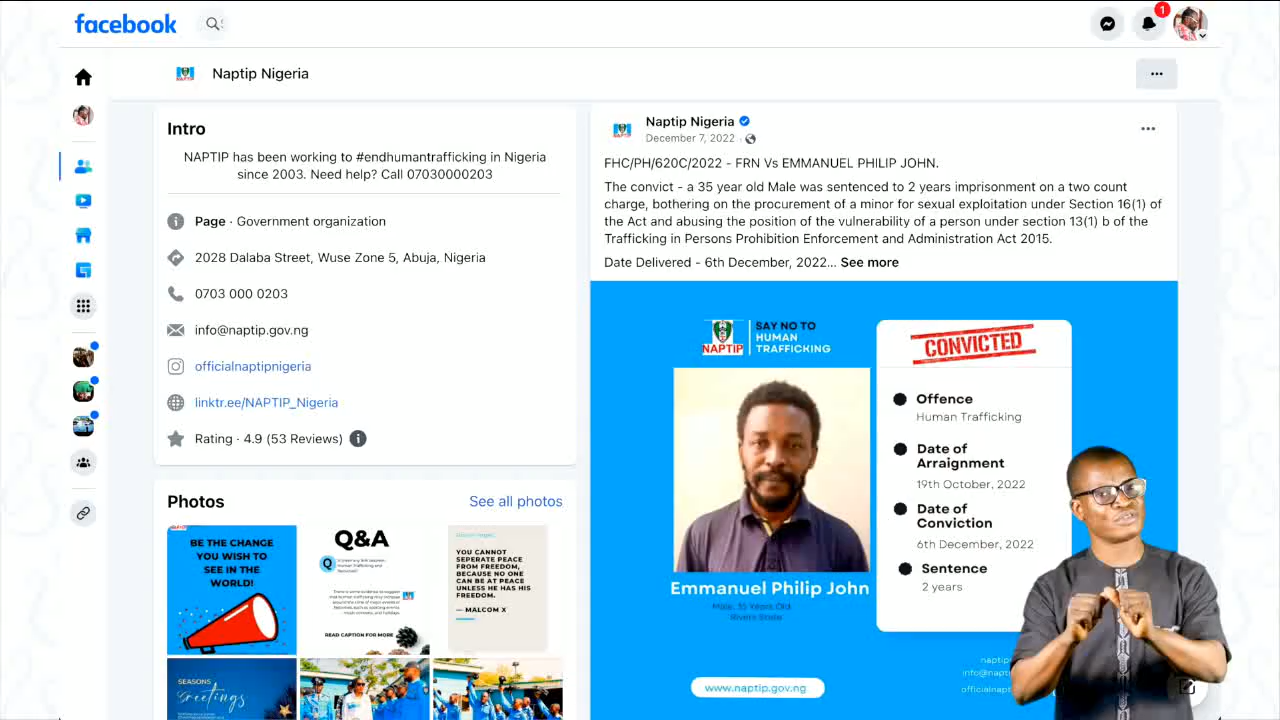 facebook
1
Naptip Nigeria
Intro
NAPTIP has been working to #endhumantrafficking in Nigeria
since 2003. Need help? Call 07030000203
Page · Government organization
2028 Dalaba Street, Wuse Zone 5, Abuja, Nigeria
0703 000 0203
info@naptip.gov.ng
officialnaptipnigeria
linktr.ee/NAPTIP_Nigeria
Rating · 4.9 (53 Reviews)
Photos
See all photos
BE THE CHANGE
YOU WISH TO
SEE IN THE
WORLD!
Q&A
Q
READ CAPTION FOR MORE
YOU CANNOT
SEPERATE PEACE
FROM FREEDOM,
BECAUSE NO ONE
CAN BE AT PEACE
UNLESS HE HAS HIS
FREEDOM.
— MALCOM X
SEASONS
Greetings
Naptip Nigeria
December 7, 2022 ·
FHC/PH/620C/2022 - FRN Vs EMMANUEL PHILIP JOHN.
The convict - a 35 year old Male was sentenced to 2 years imprisonment on a two count
charge, bothering on the procurement of a minor for sexual exploitation under Section 16(1) of
the Act and abusing the position of the vulnerability of a person under section 13(1) b of the
Trafficking in Persons Prohibition Enforcement and Administration Act 2015.
Date Delivered - 6th December, 2022... See more
NAPTIP
SAY NO TO
HUMAN
TRAFFICKING
Emmanuel Philip John
Male, 35 Years Old
Rivers State
CONVICTED
Offence
Human Trafficking
Date of
Arraignment
19th October, 2022
Date of
Conviction
6th December, 2022
Sentence
2 years
www.naptip.gov.ng
naptip
info@napt
officialnapt